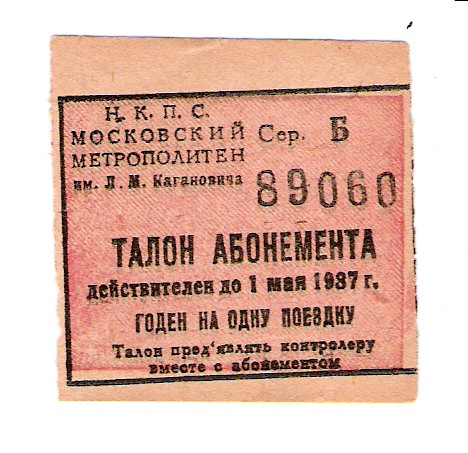 Н. К. П. С.
МОСКОВСКИЙ Сер. Б
МЕТРОПОЛИТЕН
им. Л. М. Кагановича 89060
ТАЛОН АБОНЕМЕНТА
действителен до 1 мая 1937 г.
ГОДЕН НА ОДНУ ПОЕЗДКУ
Талон пред'являть контролеру
вместе с абонементом